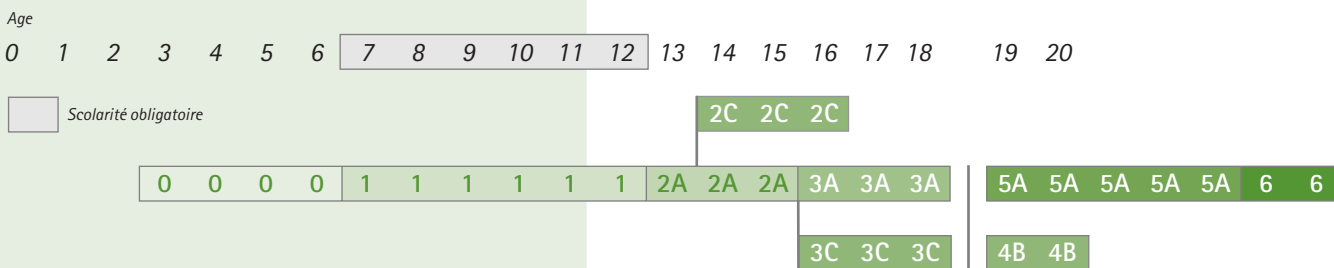 Age
0 1 2 3 4 5 6 7 8 9 10 11 12 13 14 15 16 17 18 19 20
Scolarité obligatoire
2C 2C 2C
0 0 0 0 1 1 1 1 1 1 2A 2A 2A 3A 3A 3A 5A 5A 5A 5A 5A 6 6
3C 3C 3C 4B 4B